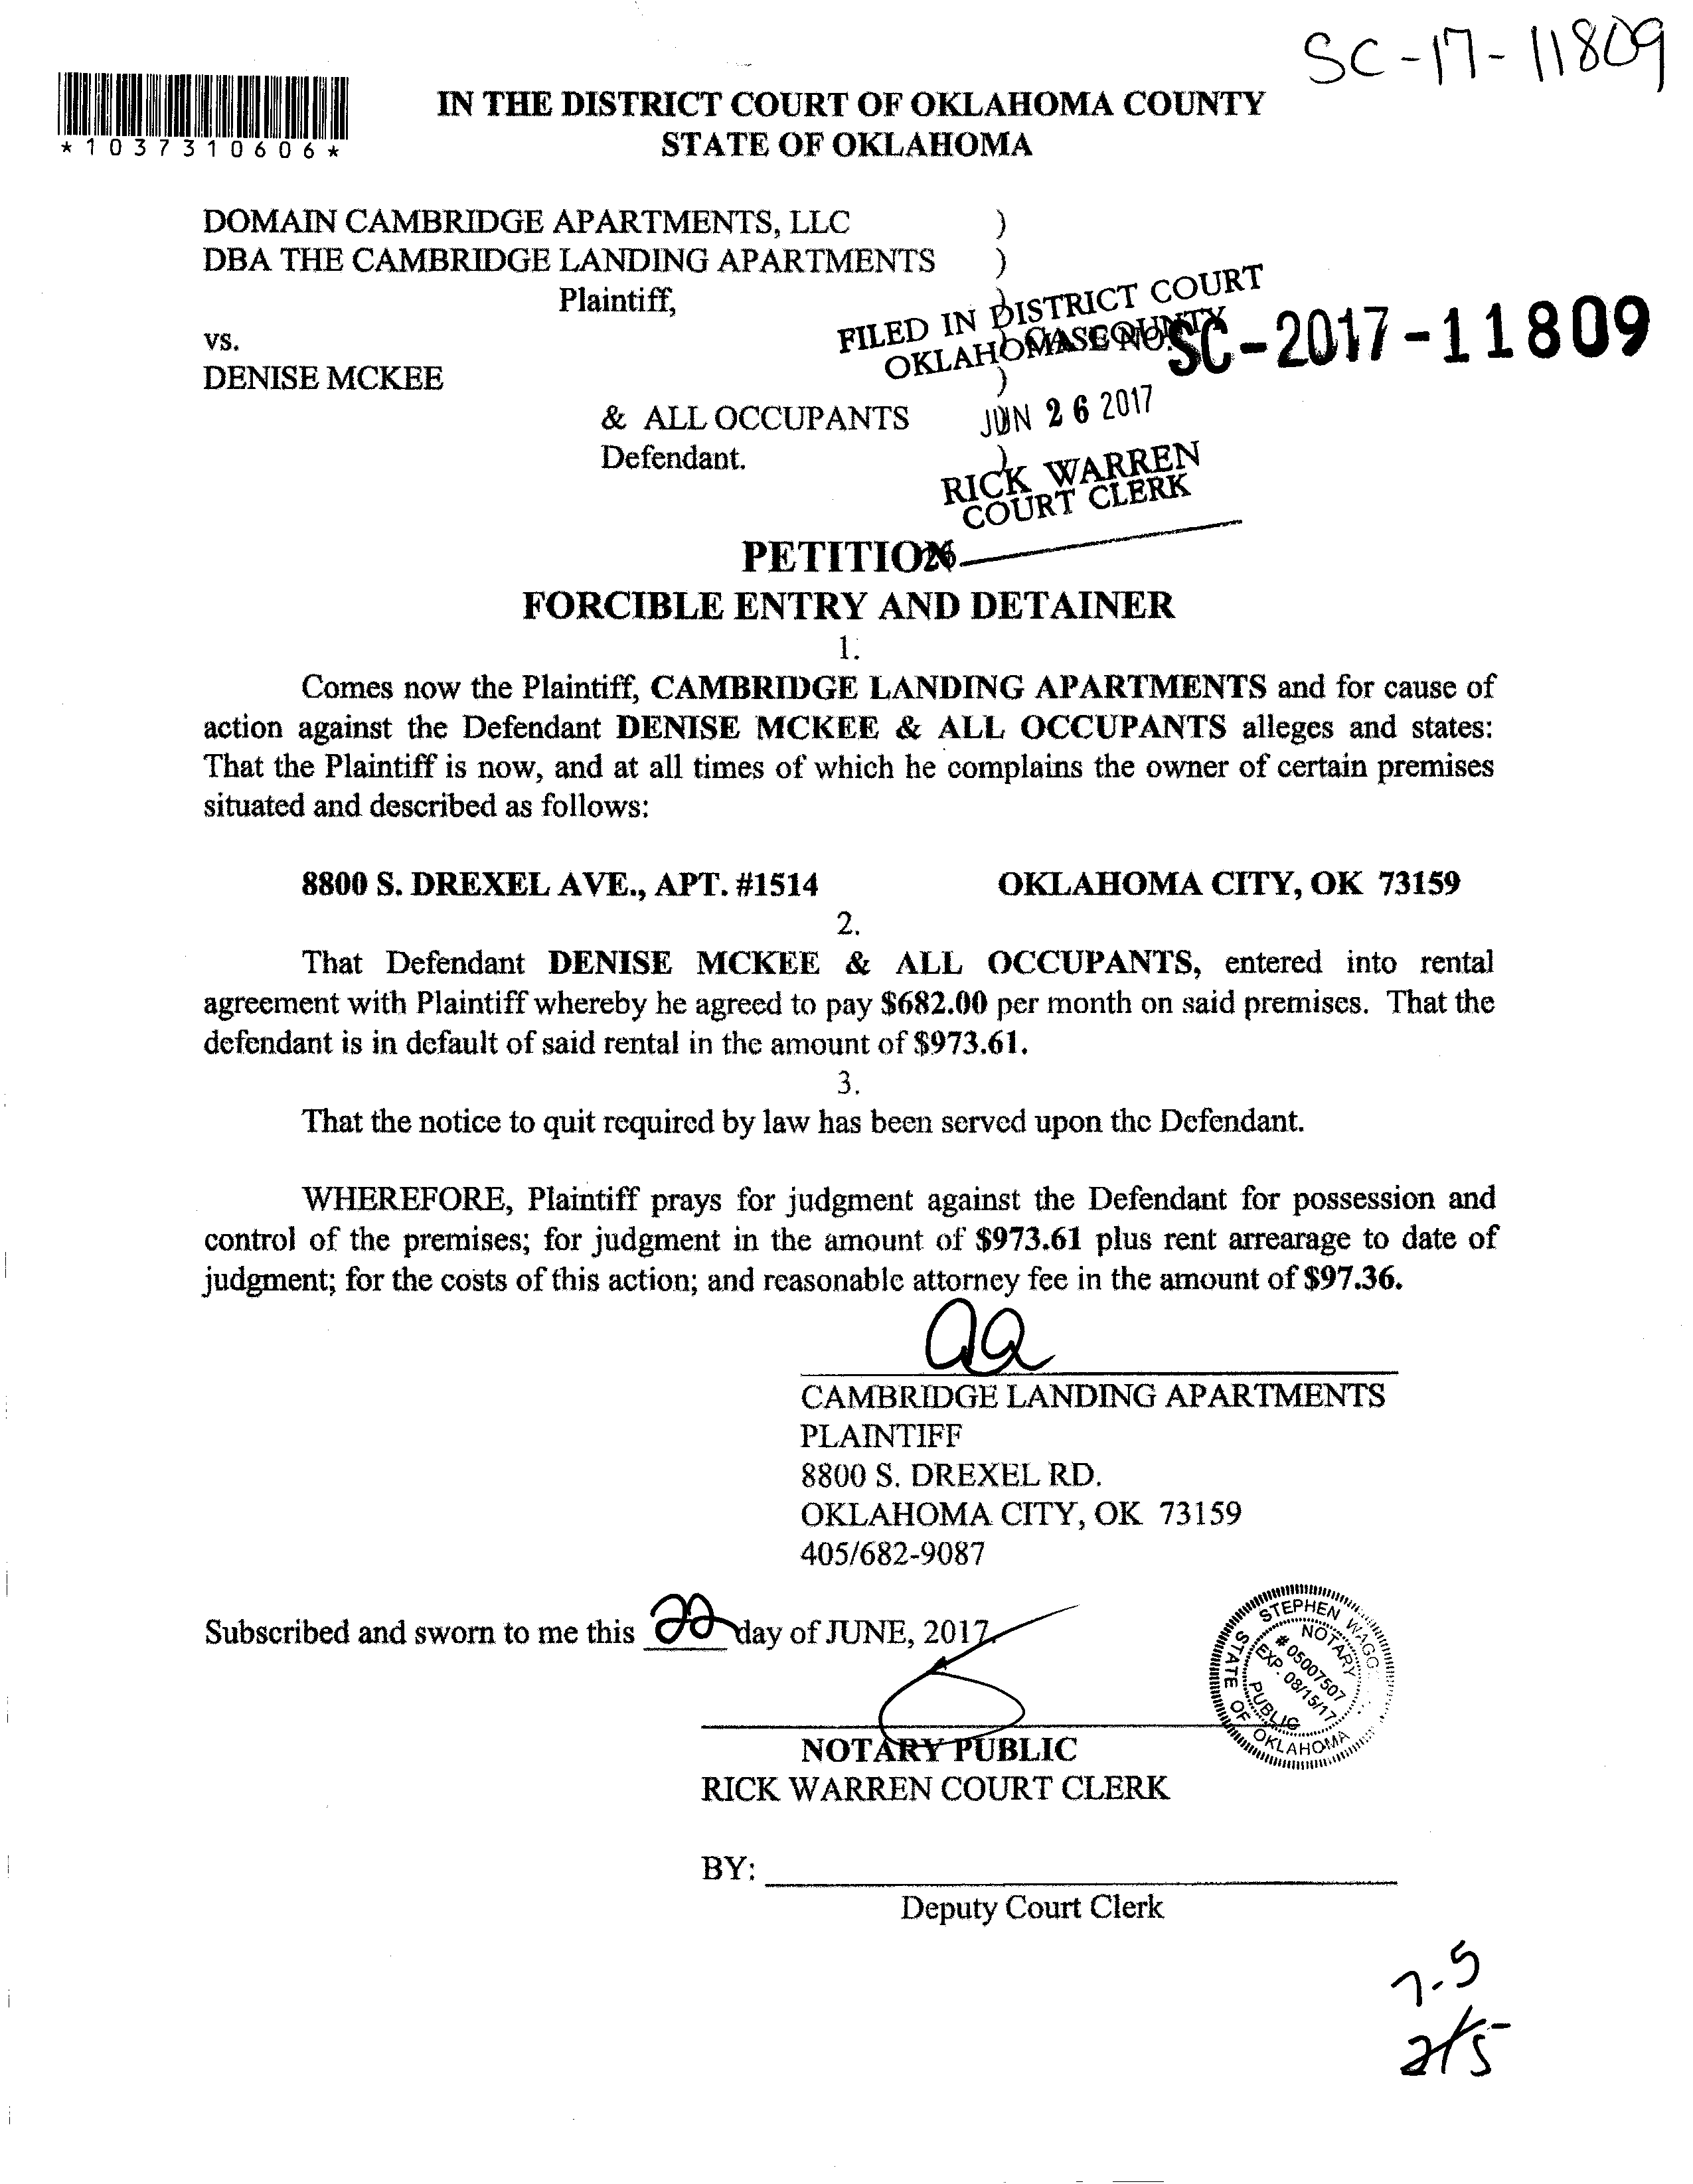 SC-17-11809
*1037310606*
IN THE DISTRICT COURT OF OKLAHOMA COUNTY
STATE OF OKLAHOMA
DOMAIN CAMBRIDGE APARTMENTS, LLC )
DBA THE CAMBRIDGE LANDING APARTMENTS )
Plaintiff, )
vs. ) CASE NO. SC-2017-11809
DENISE MCKEE )
& ALL OCCUPANTS )
Defendant. )
FILED IN DISTRICT COURT
OKLAHOMA COUNTY
JUN 26 2017
RICK WARREN
COURT CLERK
26
PETITION
FORCIBLE ENTRY AND DETAINER
1.
Comes now the Plaintiff, CAMBRIDGE LANDING APARTMENTS and for cause of
action against the Defendant DENISE MCKEE & ALL OCCUPANTS alleges and states:
That the Plaintiff is now, and at all times of which he complains the owner of certain premises
situated and described as follows:
8800 S. DREXEL AVE., APT. #1514 OKLAHOMA CITY, OK 73159
2.
That Defendant DENISE MCKEE & ALL OCCUPANTS, entered into rental
agreement with Plaintiff whereby he agreed to pay $682.00 per month on said premises. That the
defendant is in default of said rental in the amount of $973.61.
3.
That the notice to quit required by law has been served upon the Defendant.
WHEREFORE, Plaintiff prays for judgment against the Defendant for possession and
control of the premises; for judgment in the amount of $973.61 plus rent arrearage to date of
judgment; for the costs of this action; and reasonable attorney fee in the amount of $97.36.
CAMBRIDGE LANDING APARTMENTS
PLAINTIFF
8800 S. DREXEL RD.
OKLAHOMA CITY, OK 73159
405/682-9087
Subscribed and sworn to me this 22 day of JUNE, 2017.
STEPHEN
NOTARY
# 05007507
EXP. 08/15/17
PUBLIC
STATE OF OKLAHOMA
NOTARY PUBLIC
RICK WARREN COURT CLERK
BY:
Deputy Court Clerk
7-5